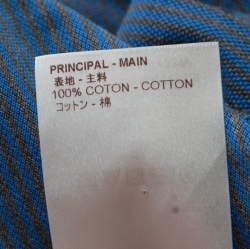 PRINCIPAL - MAIN
表地 - 主料
100% COTON - COTTON
コットン - 棉